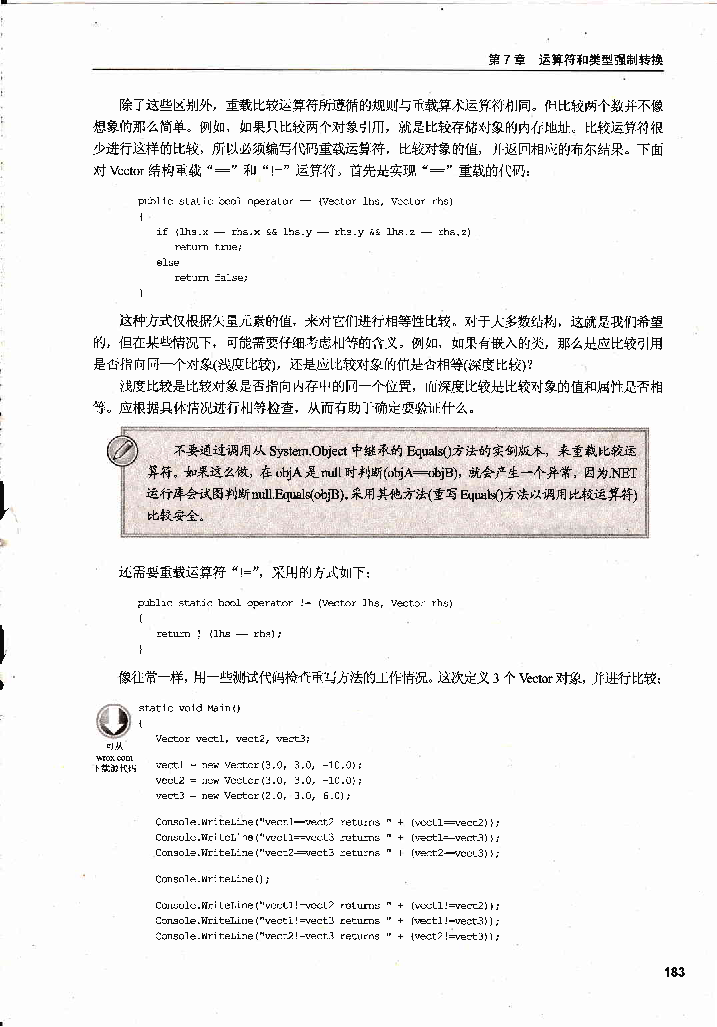 第 7 章 运算符和类型强制转换
除了这些区别外，重载比较运算符所遵循的规则与重载算术运算符相同。但比较两个数并不像
想象的那么简单。例如，如果只比较两个对象引用，就是比较存储对象的内存地址。比较运算符很
少进行这样的比较，所以必须编写代码重载运算符，比较对象的值，并返回相应的布尔结果。下面
对 Vector 结构重载“==”和“!=”运算符。首先是实现“==”重载的代码：
public static bool operator == (Vector lhs, Vector rhs)
{
if (lhs.x == rhs.x && lhs.y == rhs.y && lhs.z == rhs.z)
return true;
else
return false;
}
这种方式仅根据矢量元素的值，来对它们进行相等性比较。对于大多数结构，这就是我们希望
的，但在某些情况下，可能需要仔细考虑相等的含义。例如，如果有嵌入的类，那么是应比较引用
是否指向同一个对象(浅度比较)，还是应比较对象的值是否相等(深度比较)?
浅度比较是比较对象是否指向内存中的同一个位置，而深度比较是比较对象的值和属性是否相
等。应根据具体情况进行相等检查，从而有助于确定要验证什么。
不要通过调用从 System.Object 中继承的 Equals()方法的实例版本，来重载比较运
算符。如果这么做，在 objA 是 null 时判断(objA==objB)，就会产生一个异常，因为.NET
运行库会试图判断 null.Equals(objB)。采用其他方法(重写 Equals()方法以调用比较运算符)
比较安全。
还需要重载运算符“!=”，采用的方式如下：
public static bool operator != (Vector lhs, Vector rhs)
{
return ! (lhs == rhs);
}
像往常一样，用一些测试代码检查重写方法的工作情况。这次定义 3 个 Vector 对象，并进行比较：
可从
wrox.com
下载源代码
static void Main()
{
Vector vect1, vect2, vect3;
vect1 = new Vector(3.0, 3.0, -10.0);
vect2 = new Vector(3.0, 3.0, -10.0);
vect3 = new Vector(2.0, 3.0, 6.0);
Console.WriteLine("vect1==vect2 returns " + (vect1==vect2));
Console.WriteLine("vect1==vect3 returns " + (vect1==vect3));
Console.WriteLine("vect2==vect3 returns " + (vect2==vect3));
Console.WriteLine();
Console.WriteLine("vect1!=vect2 returns " + (vect1!=vect2));
Console.WriteLine("vect1!=vect3 returns " + (vect1!=vect3));
Console.WriteLine("vect2!=vect3 returns " + (vect2!=vect3));
183